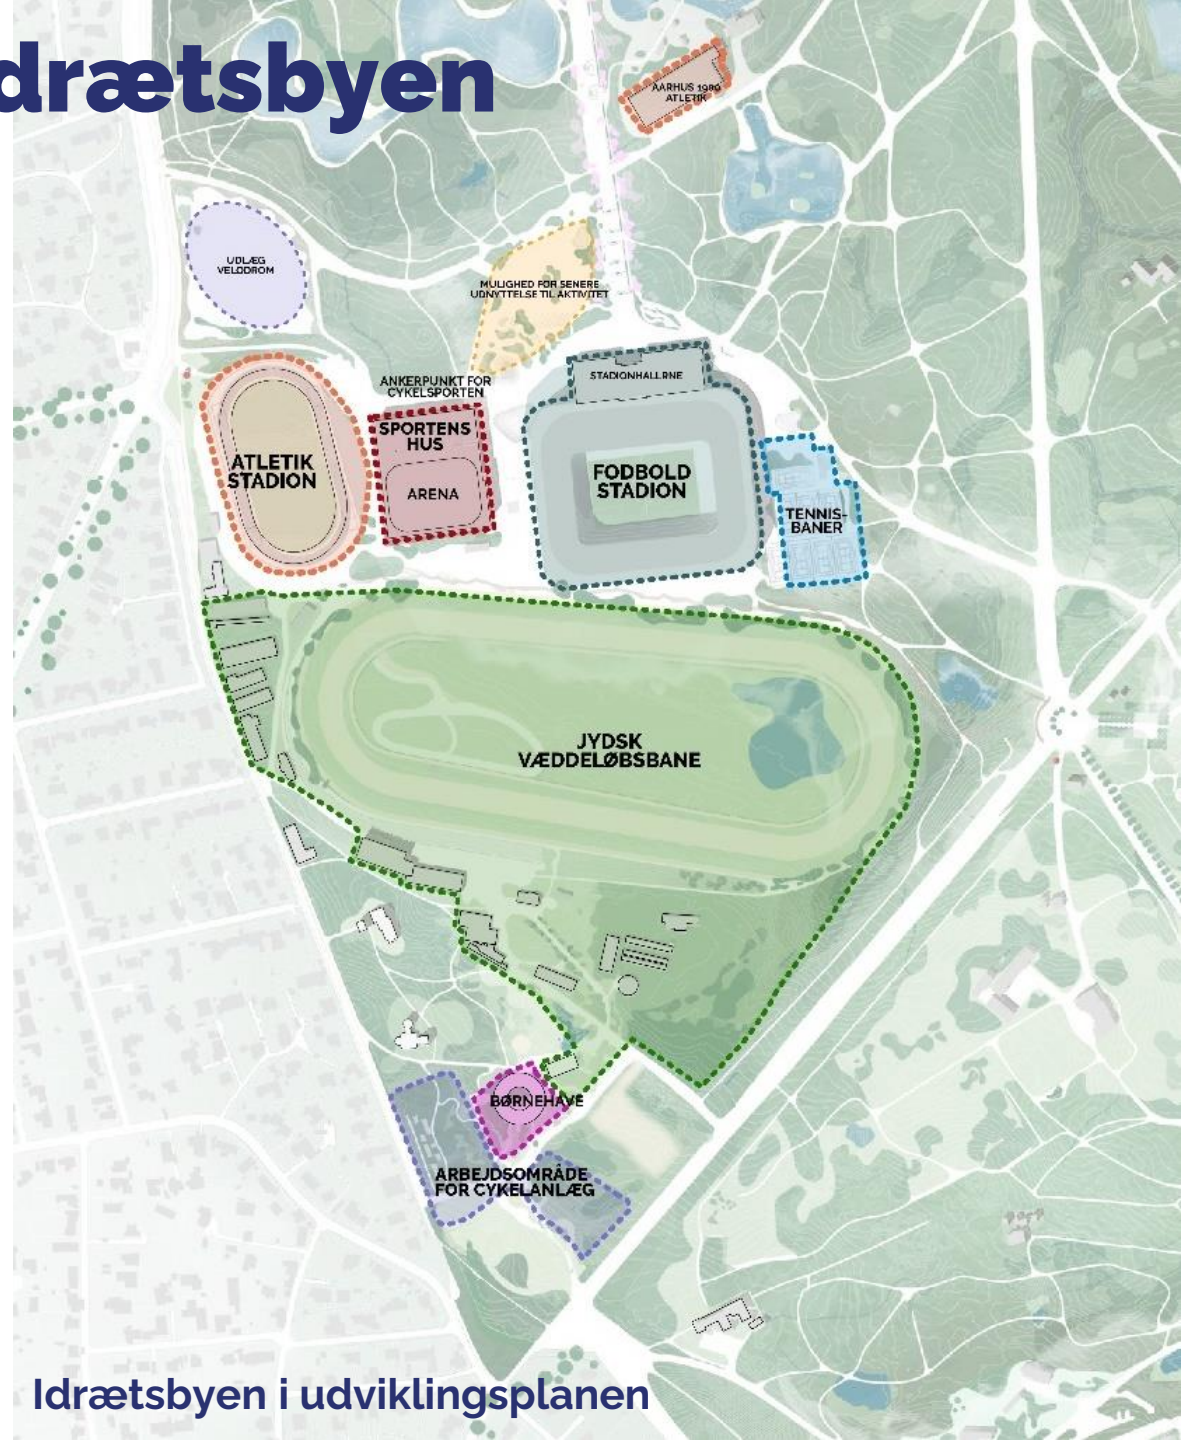 drætsbyen
AARHUS 1900
ATLETIK
UDLÆG
VELODROM
MULIGHED FOR SENERE
UDNYTTELSE TIL AKTIVITET
STADIONHALLRNE
ANKERPUNKT FOR
CYKELSPORTEN
SPORTENS
HUS
ARENA
ATLETIK
STADION
FODBOLD
STADION
TENNIS-
BANER
JYDSK
VÆDDELØBSBANE
BØRNEHAVE
ARBEJDSOMRÅDE
FOR CYKELANLÆG
Idrætsbyen i udviklingsplanen